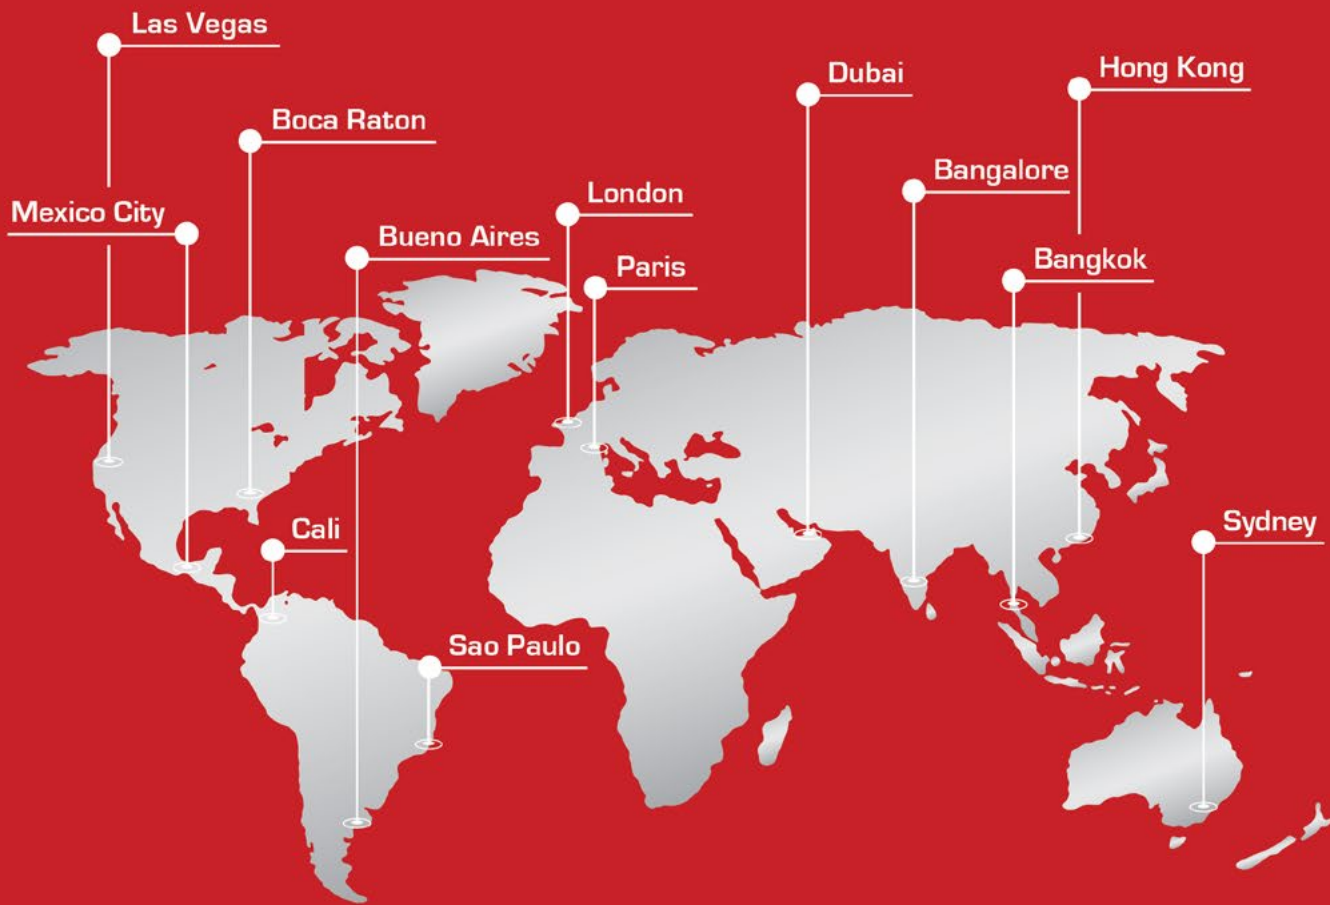 Las Vegas
Dubai
Hong Kong
Boca Raton
Bangalore
London
Mexico City
Bueno Aires
Bangkok
Paris
Sydney
Cali
Sao Paulo